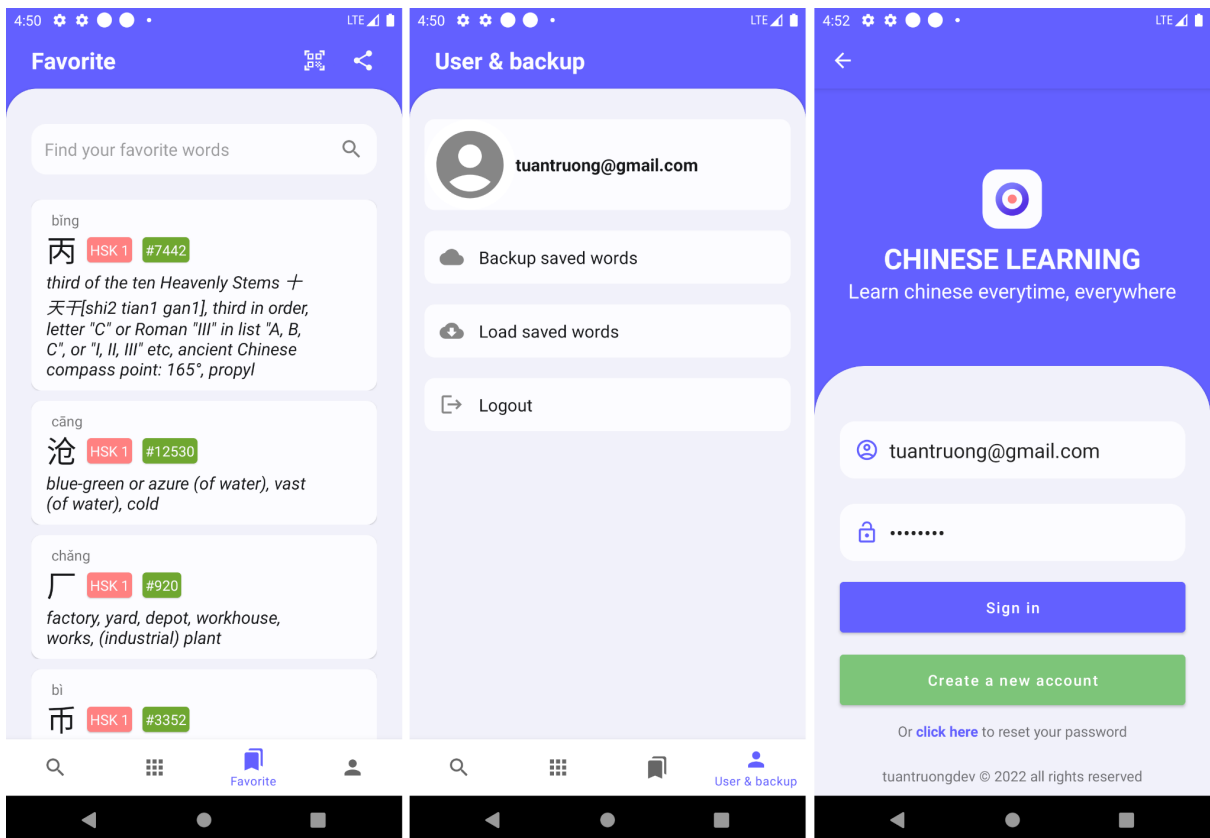 4:50
LTE
Favorite
Find your favorite words
bǐng
丙 HSK 1 #7442
third of the ten Heavenly Stems 十
天干[shi2 tian1 gan1], third in order,
letter "C" or Roman "III" in list "A, B,
C", or "I, II, III" etc, ancient Chinese
compass point: 165°, propyl
cāng
沧 HSK 1 #12530
blue-green or azure (of water), vast
(of water), cold
chǎng
厂 HSK 1 #920
factory, yard, depot, workhouse,
works, (industrial) plant
bì
币 HSK 1 #3352
Favorite
4:50
LTE
User & backup
tuantruong@gmail.com
Backup saved words
Load saved words
Logout
User & backup
4:52
LTE
CHINESE LEARNING
Learn chinese everytime, everywhere
tuantruong@gmail.com
••••••••
Sign in
Create a new account
Or click here to reset your password
tuantruongdev © 2022 all rights reserved